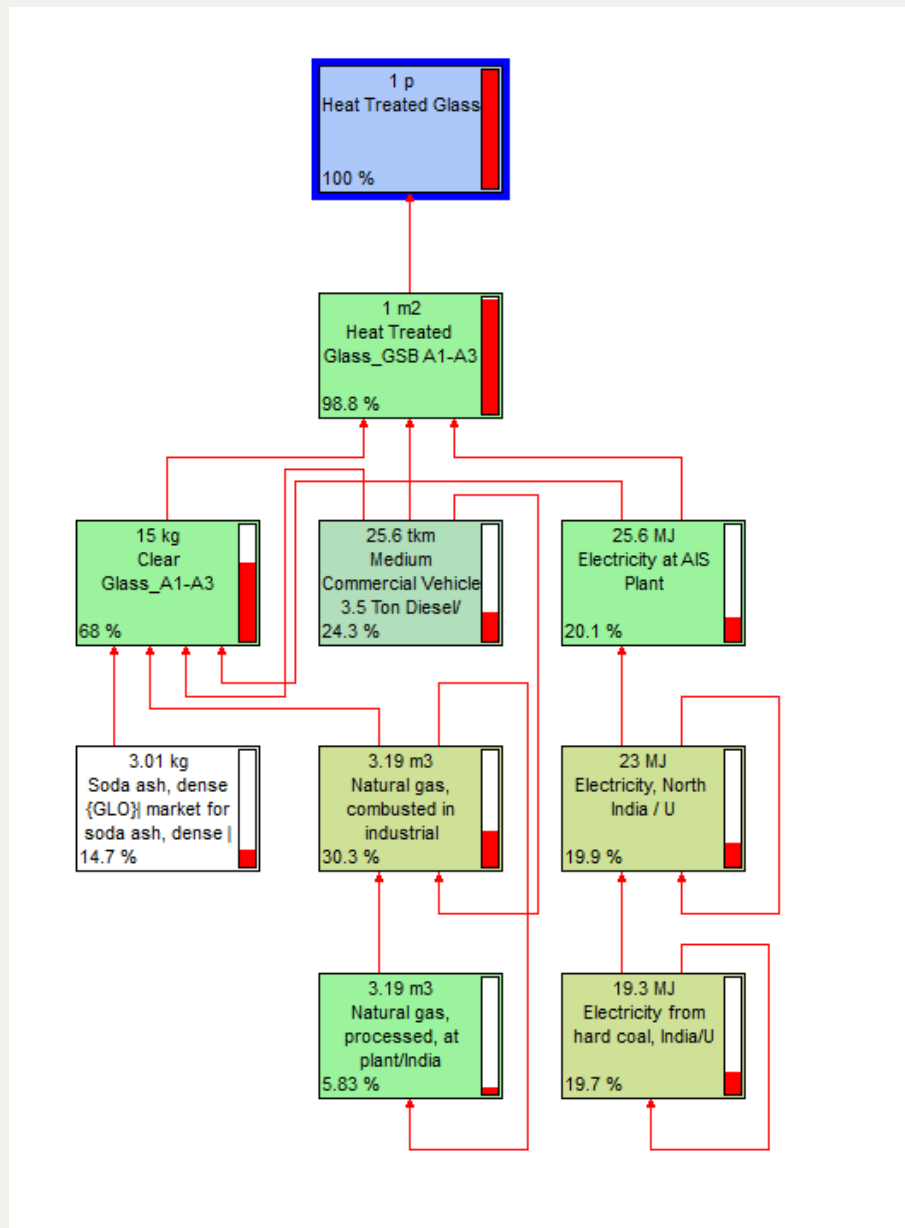 1 p
Heat Treated Glass
100 %
1 m2
Heat Treated
Glass_GSB A1-A3
98.8 %
15 kg
Clear
Glass_A1-A3
68 %
25.6 tkm
Medium
Commercial Vehicle
3.5 Ton Diesel/
24.3 %
25.6 MJ
Electricity at AIS
Plant
20.1 %
3.01 kg
Soda ash, dense
{GLO}| market for
soda ash, dense |
14.7 %
3.19 m3
Natural gas,
combusted in
industrial
30.3 %
23 MJ
Electricity, North
India / U
19.9 %
3.19 m3
Natural gas,
processed, at
plant/India
5.83 %
19.3 MJ
Electricity from
hard coal, India/U
19.7 %